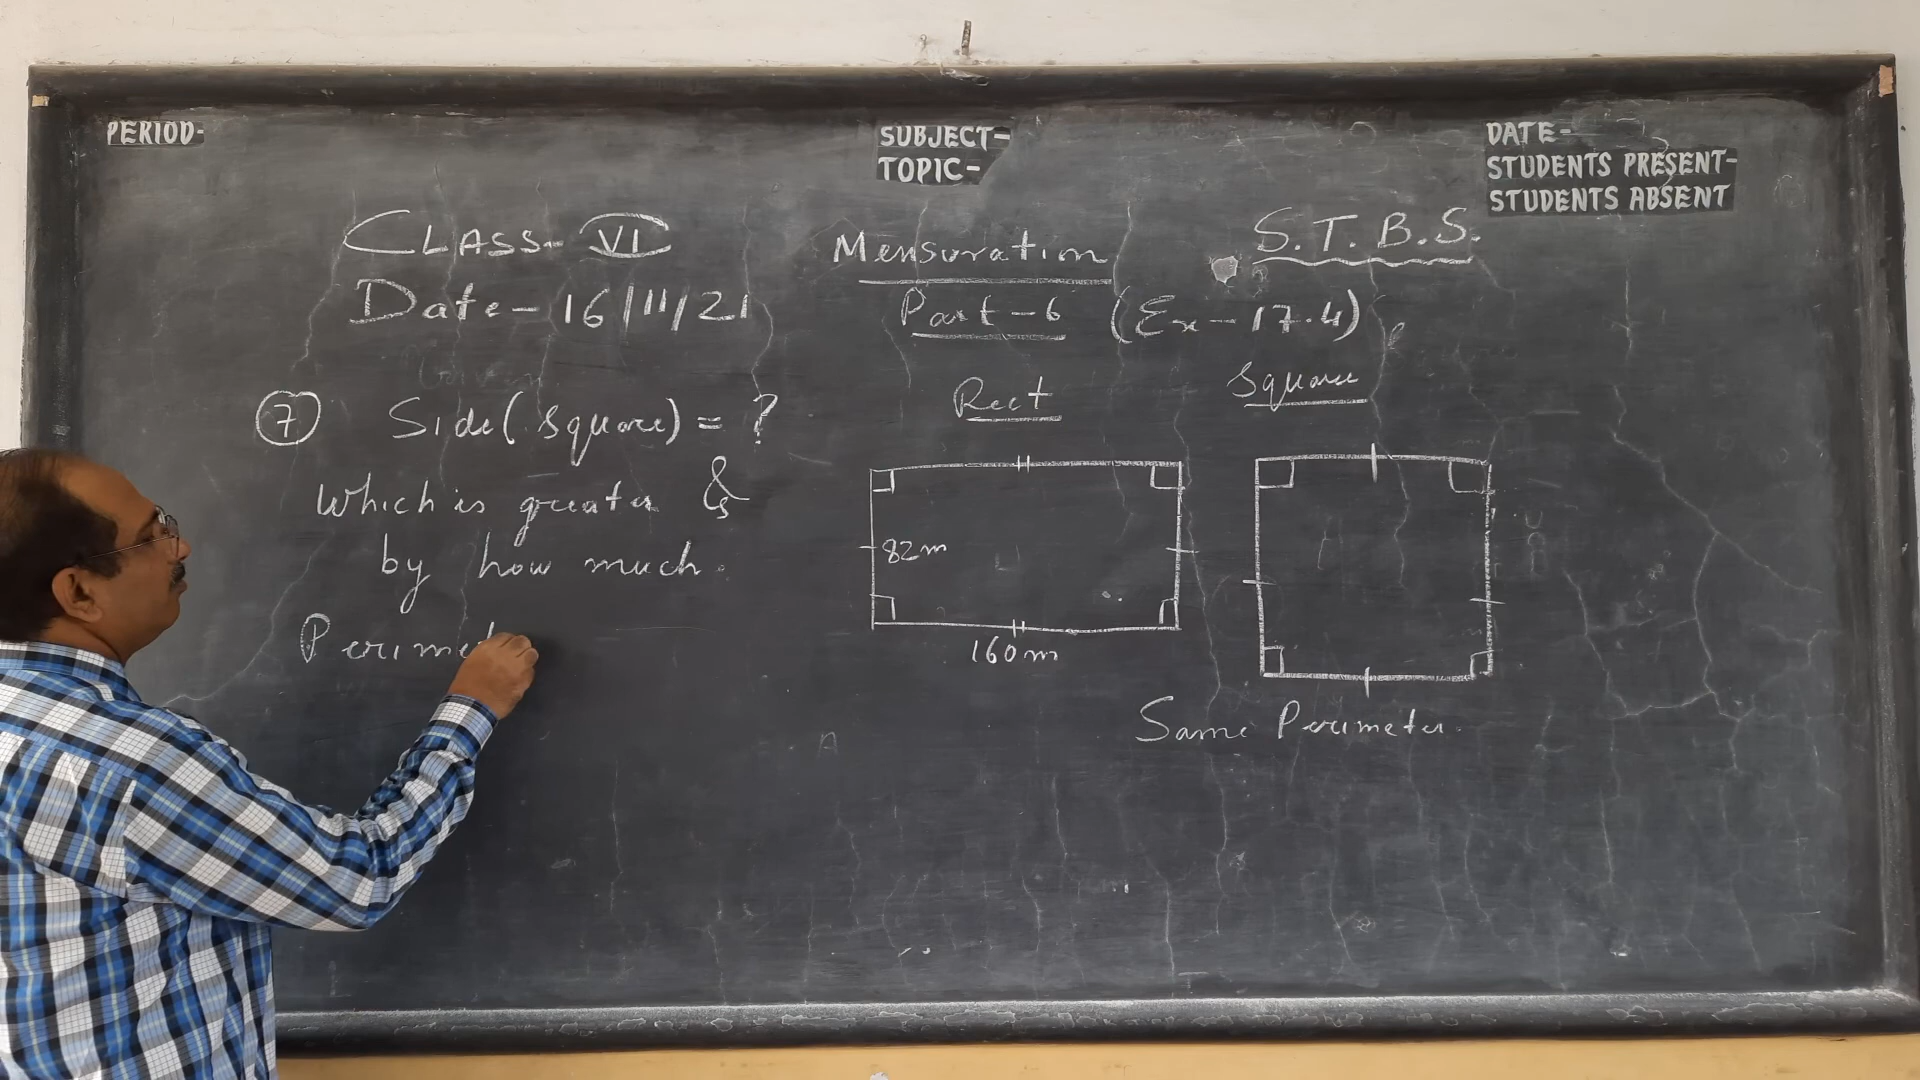 PERIOD-
SUBJECT-
TOPIC-
DATE-
STUDENTS PRESENT-
STUDENTS ABSENT
CLASS- VI
Date- 16/11/21
Mensuration
Part-6 (Ex-17.4)
S.T.B.S.
7 Side(square) = ?
Which is greater &
by how much.
Perimet
Rect
82m
160m
Square
Same Perimeter.